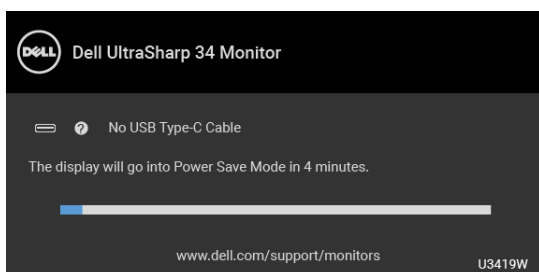 DELL
Dell UltraSharp 34 Monitor
? No USB Type-C Cable
The display will go into Power Save Mode in 4 minutes.
www.dell.com/support/monitors
U3419W